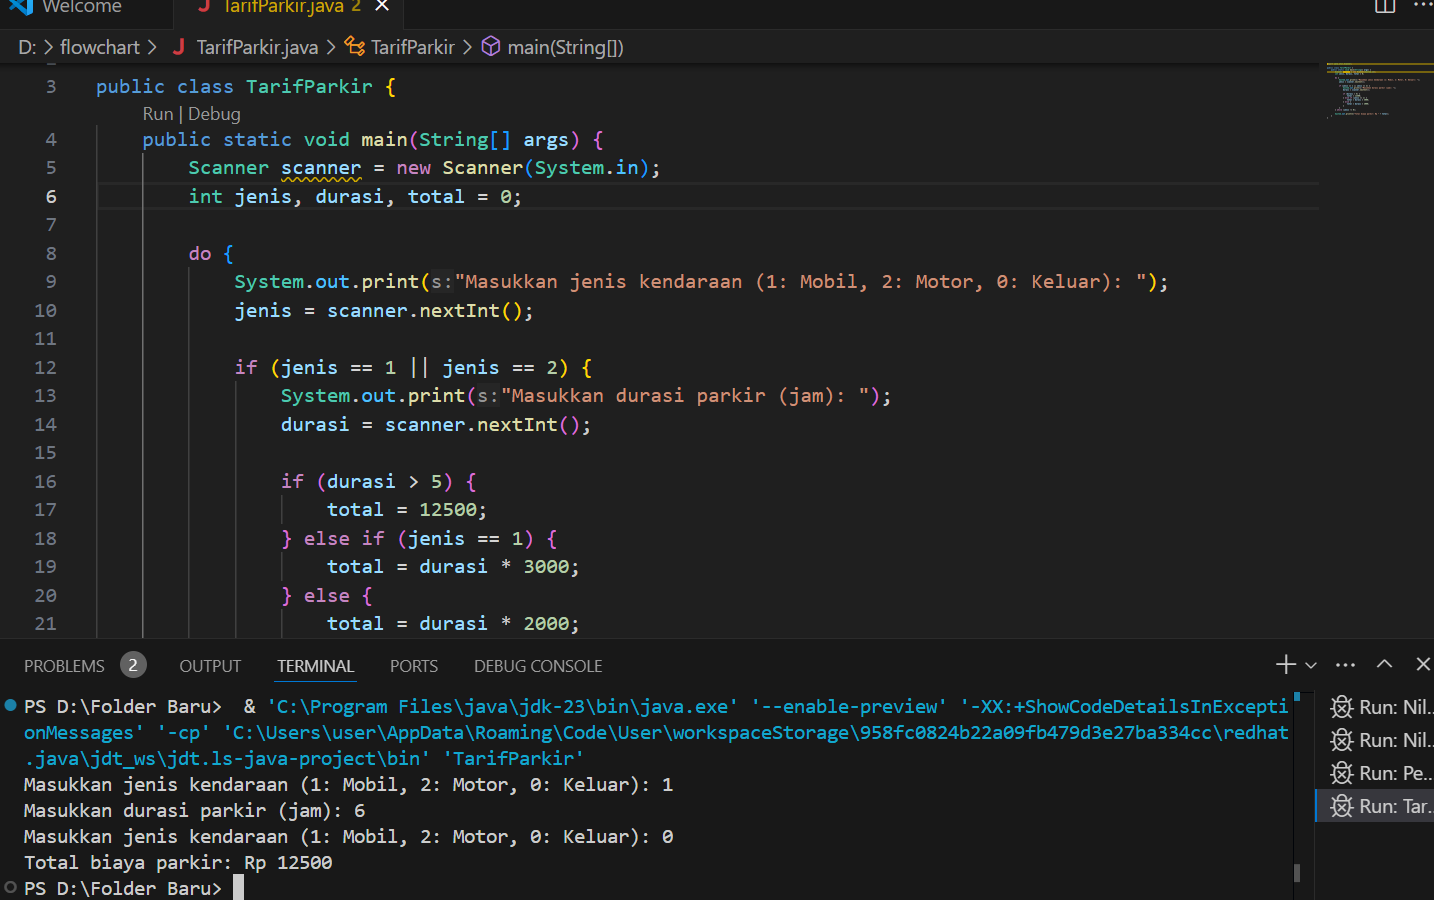 Welcome
TarifParkir.java 2
D: > flowchart > J TarifParkir.java > TarifParkir > main(String[])
3 public class TarifParkir {
Run | Debug
4 public static void main(String[] args) {
5 Scanner scanner = new Scanner(System.in);
6 int jenis, durasi, total = 0;
7
8 do {
9 System.out.print(s:"Masukkan jenis kendaraan (1: Mobil, 2: Motor, 0: Keluar): ");
10 jenis = scanner.nextInt();
11
12 if (jenis == 1 || jenis == 2) {
13 System.out.print(s:"Masukkan durasi parkir (jam): ");
14 durasi = scanner.nextInt();
15
16 if (durasi > 5) {
17 total = 12500;
18 } else if (jenis == 1) {
19 total = durasi * 3000;
20 } else {
21 total = durasi * 2000;
PROBLEMS 2 OUTPUT TERMINAL PORTS DEBUG CONSOLE
PS D:\Folder Baru> & 'C:\Program Files\java\jdk-23\bin\java.exe' '--enable-preview' '-XX:+ShowCodeDetailsInExcepti
onMessages' '-cp' 'C:\Users\user\AppData\Roaming\Code\User\workspaceStorage\958fc0824b22a09fb479d3e27ba334cc\redhat
.java\jdt_ws\jdt.ls-java-project\bin' 'TarifParkir'
Masukkan jenis kendaraan (1: Mobil, 2: Motor, 0: Keluar): 1
Masukkan durasi parkir (jam): 6
Masukkan jenis kendaraan (1: Mobil, 2: Motor, 0: Keluar): 0
Total biaya parkir: Rp 12500
PS D:\Folder Baru>
Run: Nil...
Run: Nil...
Run: Pe...
Run: Tar...